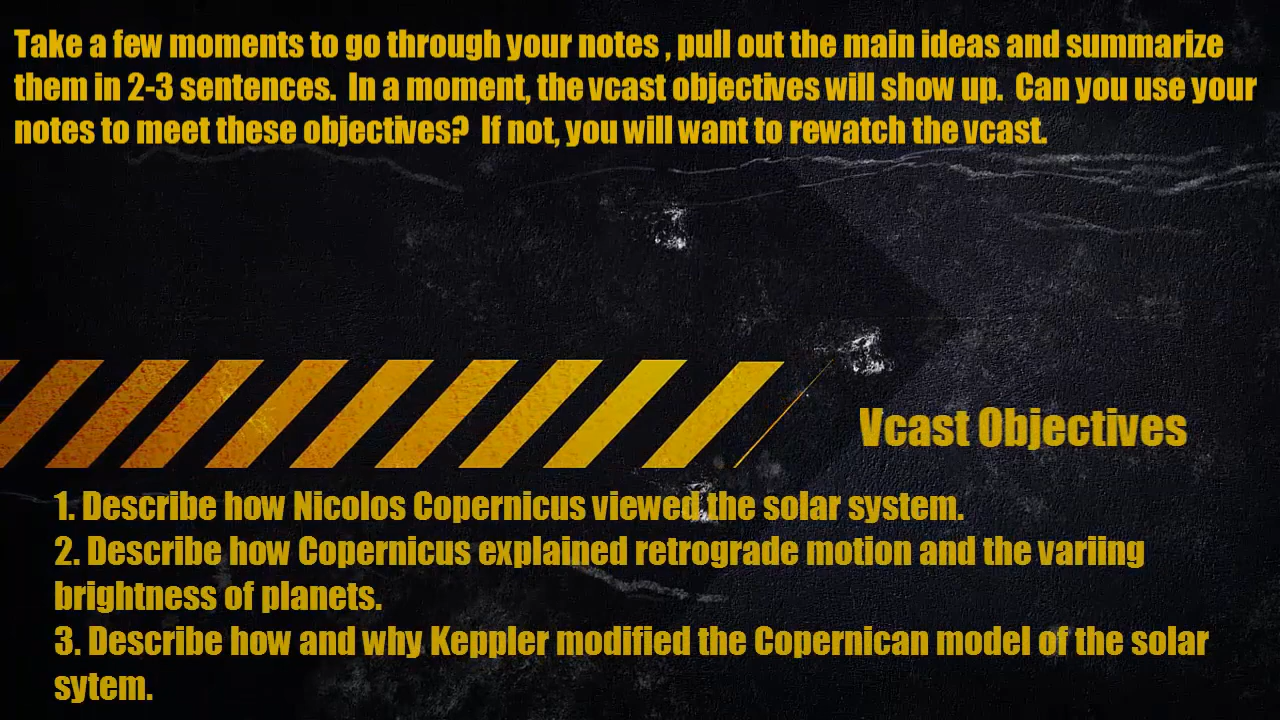 Take a few moments to go through your notes , pull out the main ideas and summarize
them in 2-3 sentences.  In a moment, the vcast objectives will show up.  Can you use your
notes to meet these objectives?  If not, you will want to rewatch the vcast.
Vcast Objectives
1. Describe how Nicolos Copernicus viewed the solar system.
2. Describe how Copernicus explained retrograde motion and the variing
brightness of planets.
3. Describe how and why Keppler modified the Copernican model of the solar
sytem.